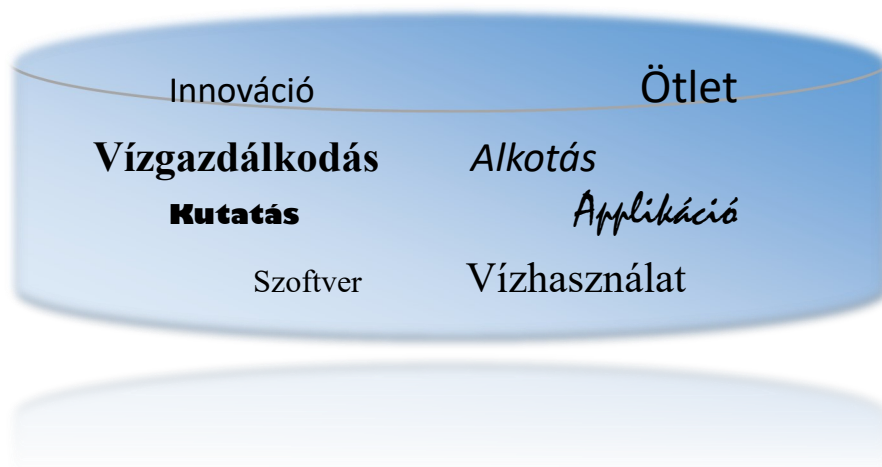 Innováció Ötlet
Vízgazdálkodás Alkotás
Kutatás Applikáció
Szoftver Vízhasználat